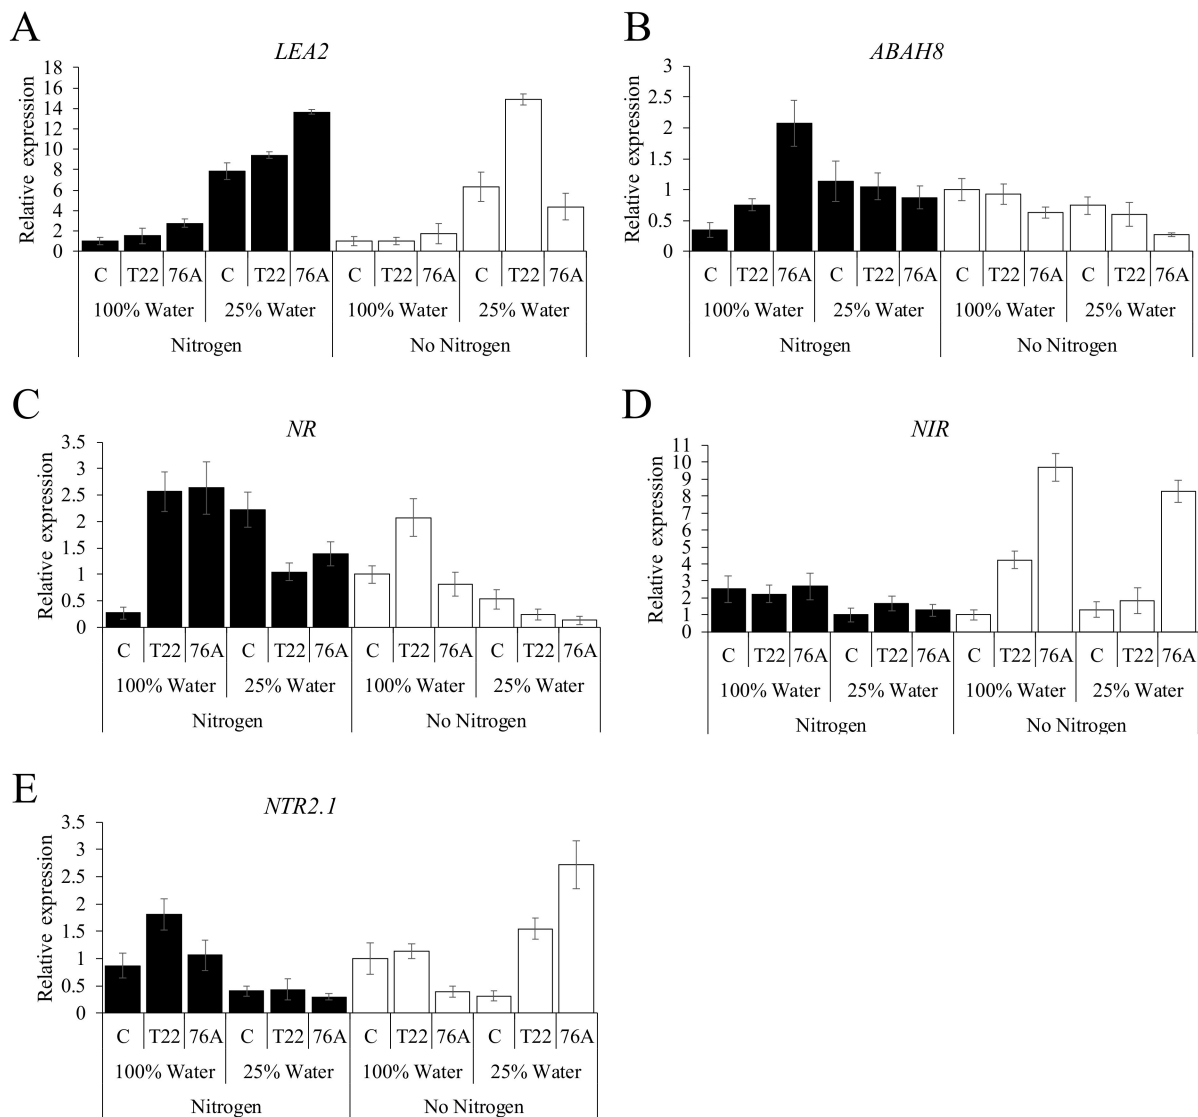 A
LEA2
Relative expression
18
16
14
12
10
8
6
4
2
0
C T22 76A C T22 76A C T22 76A C T22 76A
100% Water 25% Water 100% Water 25% Water
Nitrogen No Nitrogen
B
ABAH8
Relative expression
3
2.5
2
1.5
1
0.5
0
C T22 76A C T22 76A C T22 76A C T22 76A
100% Water 25% Water 100% Water 25% Water
Nitrogen No Nitrogen
C
NR
Relative expression
3.5
3
2.5
2
1.5
1
0.5
0
C T22 76A C T22 76A C T22 76A C T22 76A
100% Water 25% Water 100% Water 25% Water
Nitrogen No Nitrogen
D
NIR
Relative expression
11
10
9
8
7
6
5
4
3
2
1
0
C T22 76A C T22 76A C T22 76A C T22 76A
100% Water 25% Water 100% Water 25% Water
Nitrogen No Nitrogen
E
NTR2.1
Relative expression
3.5
3
2.5
2
1.5
1
0.5
0
C T22 76A C T22 76A C T22 76A C T22 76A
100% Water 25% Water 100% Water 25% Water
Nitrogen No Nitrogen